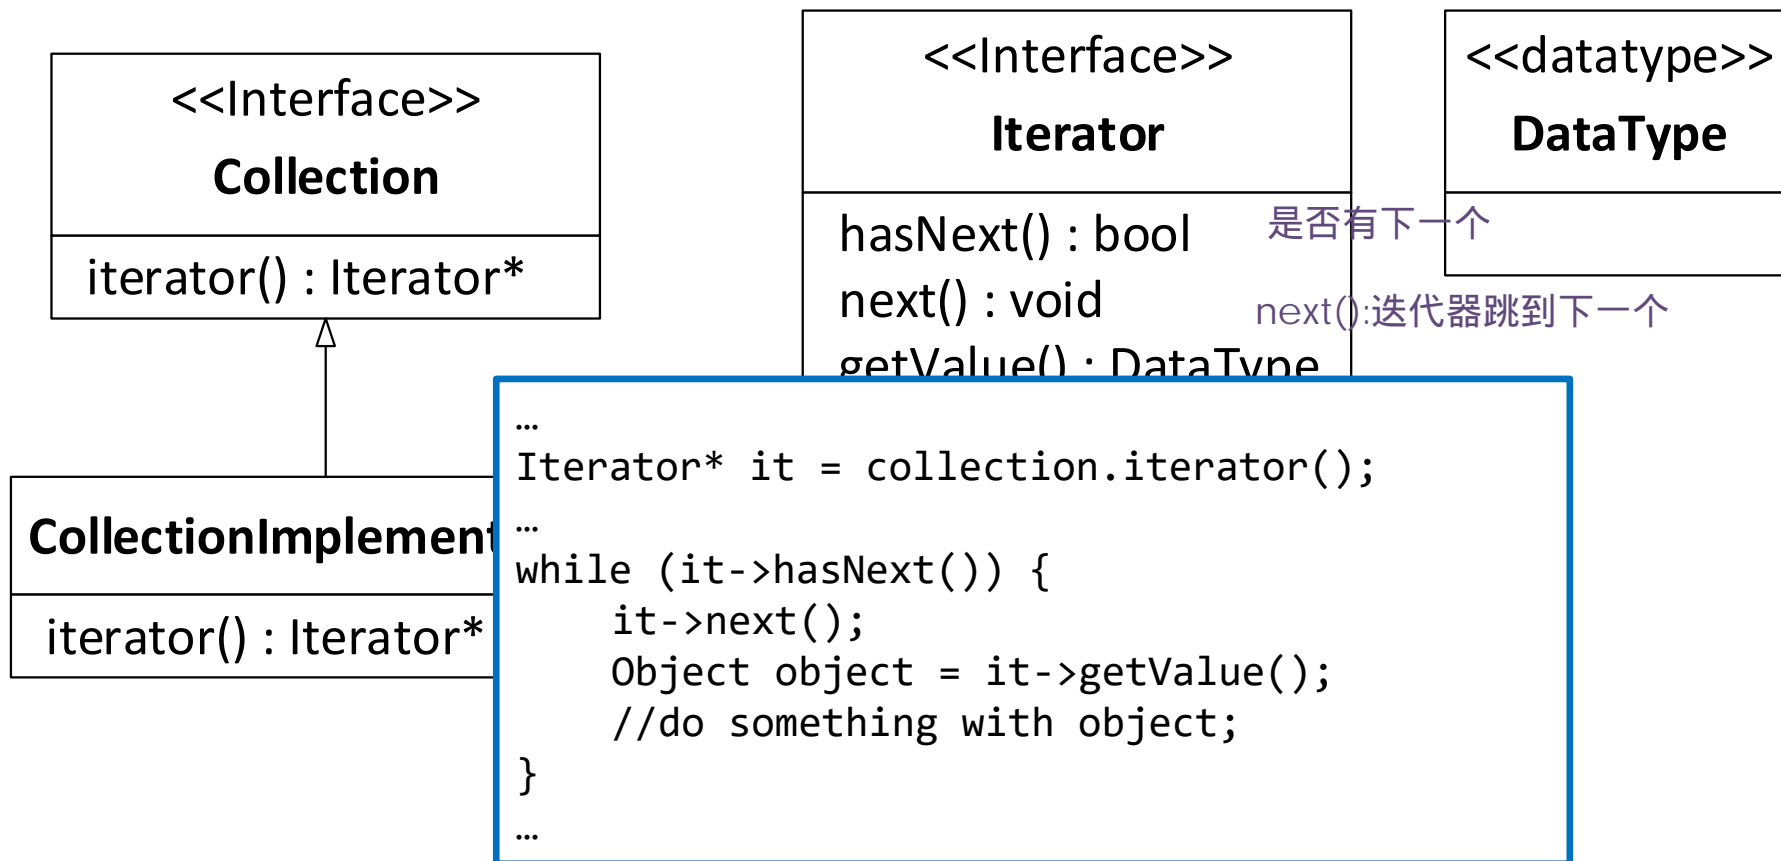 <<Interface>>
Collection
iterator() : Iterator*
<<Interface>>
Iterator
hasNext() : bool
next() : void
getValue() : DataType
是否有下一个
next():迭代器跳到下一个
<<datatype>>
DataType
CollectionImplement
iterator() : Iterator*
…
Iterator* it = collection.iterator();
…
while (it->hasNext()) {
it->next();
Object object = it->getValue();
//do something with object;
}
…